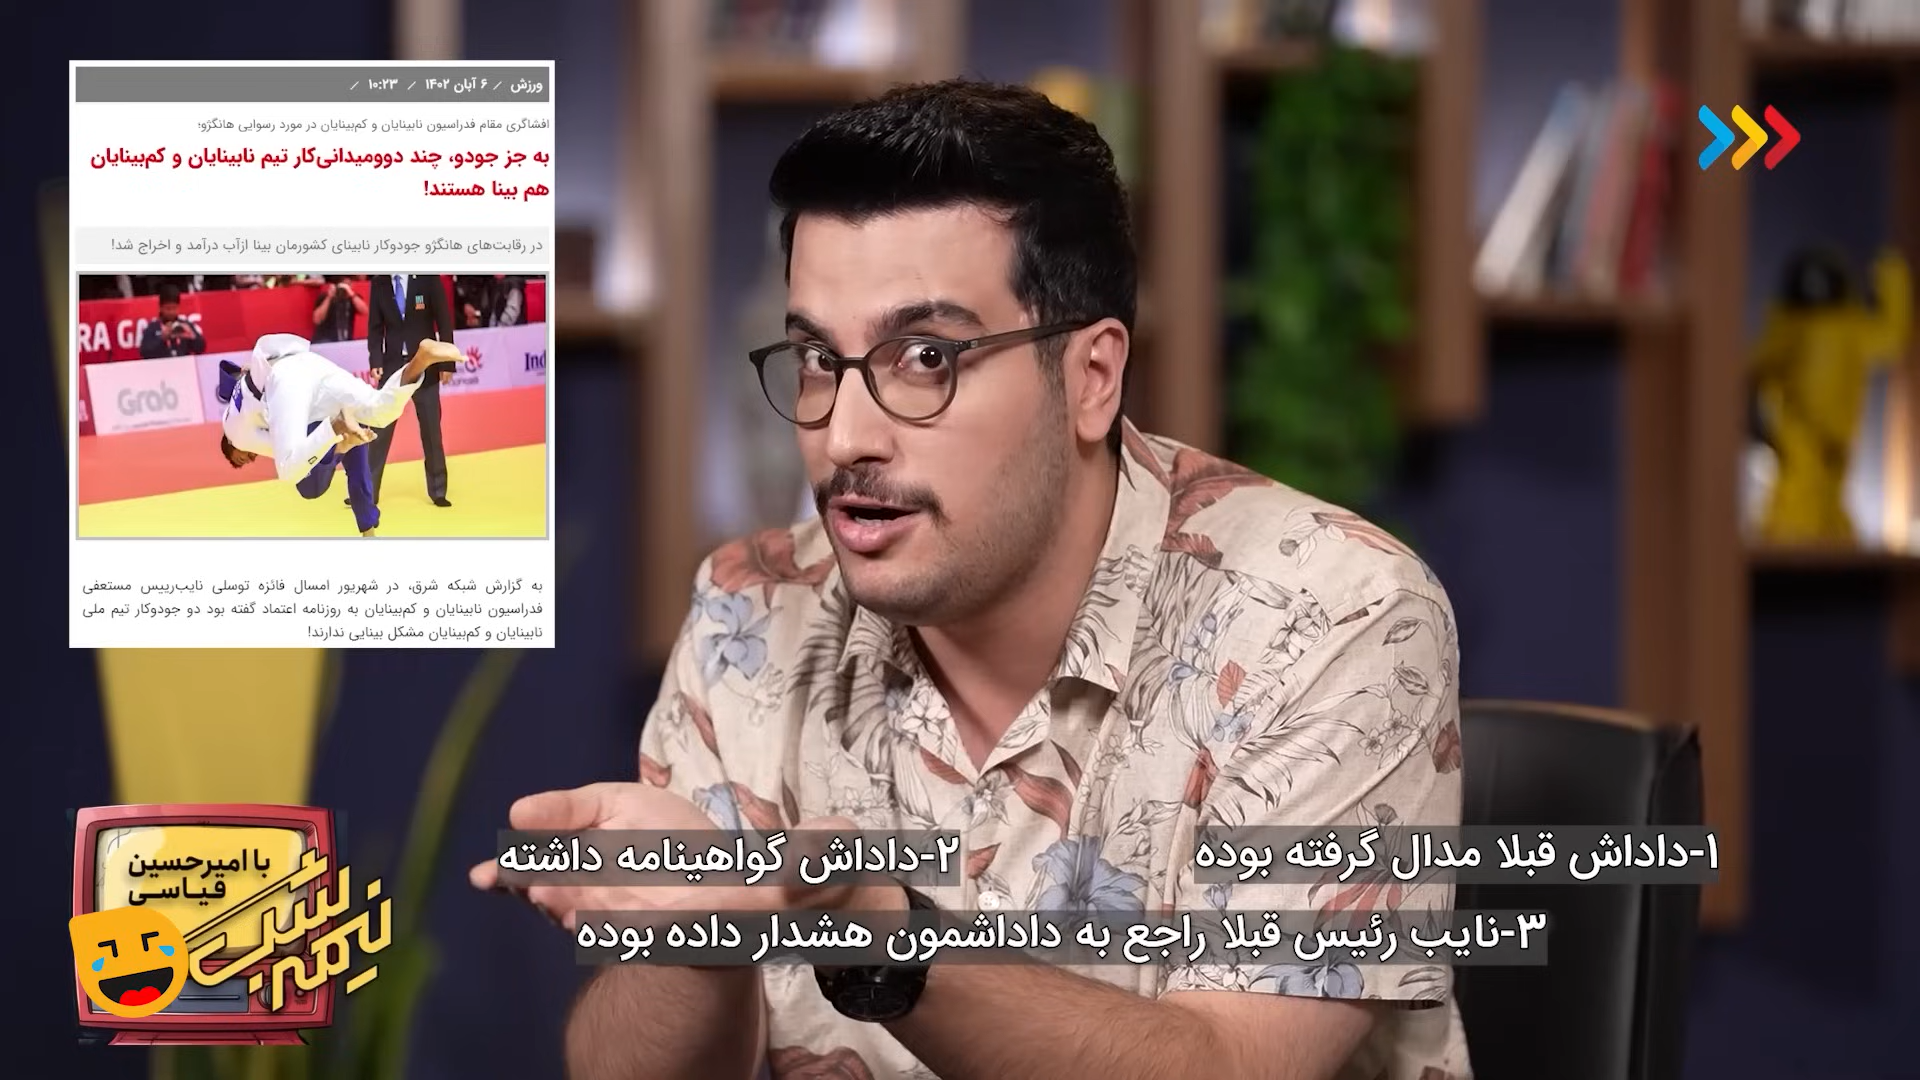 ورزش / ۶ آبان ۱۴۰۲ / ۱۰:۲۳ /
افشاگری مقام فدراسیون نابینایان و کم‌بینایان در مورد رسوایی هانگژو؛
به جز جودو، چند دوومیدانی‌کار تیم نابینایان و کم‌بینایان
هم بینا هستند!
در رقابت‌های هانگژو جودوکار نابینای کشورمان بینا ازآب درآمد و اخراج شد!
RA GAMES
Grab
Ind
به گزارش شبکه شرق، در شهریور امسال فائزه توسلی نایب‌رییس مستعفی
فدراسیون نابینایان و کم‌بینایان به روزنامه اعتماد گفته بود دو جودوکار تیم ملی
نابینایان و کم‌بینایان مشکل بینایی ندارند!
۱-داداش قبلا مدال گرفته بوده
۲-داداش گواهینامه داشته
۳-نایب رئیس قبلا راجع به داداشمون هشدار داده بوده
با امیرحسین
قیاسی
نیمه شب